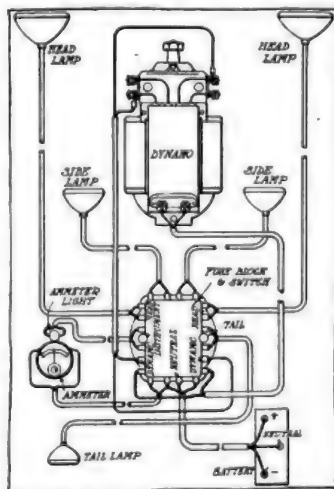 HEAD
LAMP
HEAD
LAMP
DYNAMO
SIDE
LAMP
SIDE
LAMP
FUSE BLOCK
& SWITCH
AMMETER
LIGHT
TAIL
NEUTRAL
DYNAMO
AMMETER
TAIL LAMP
+
NEUTRAL
BATTERY
-